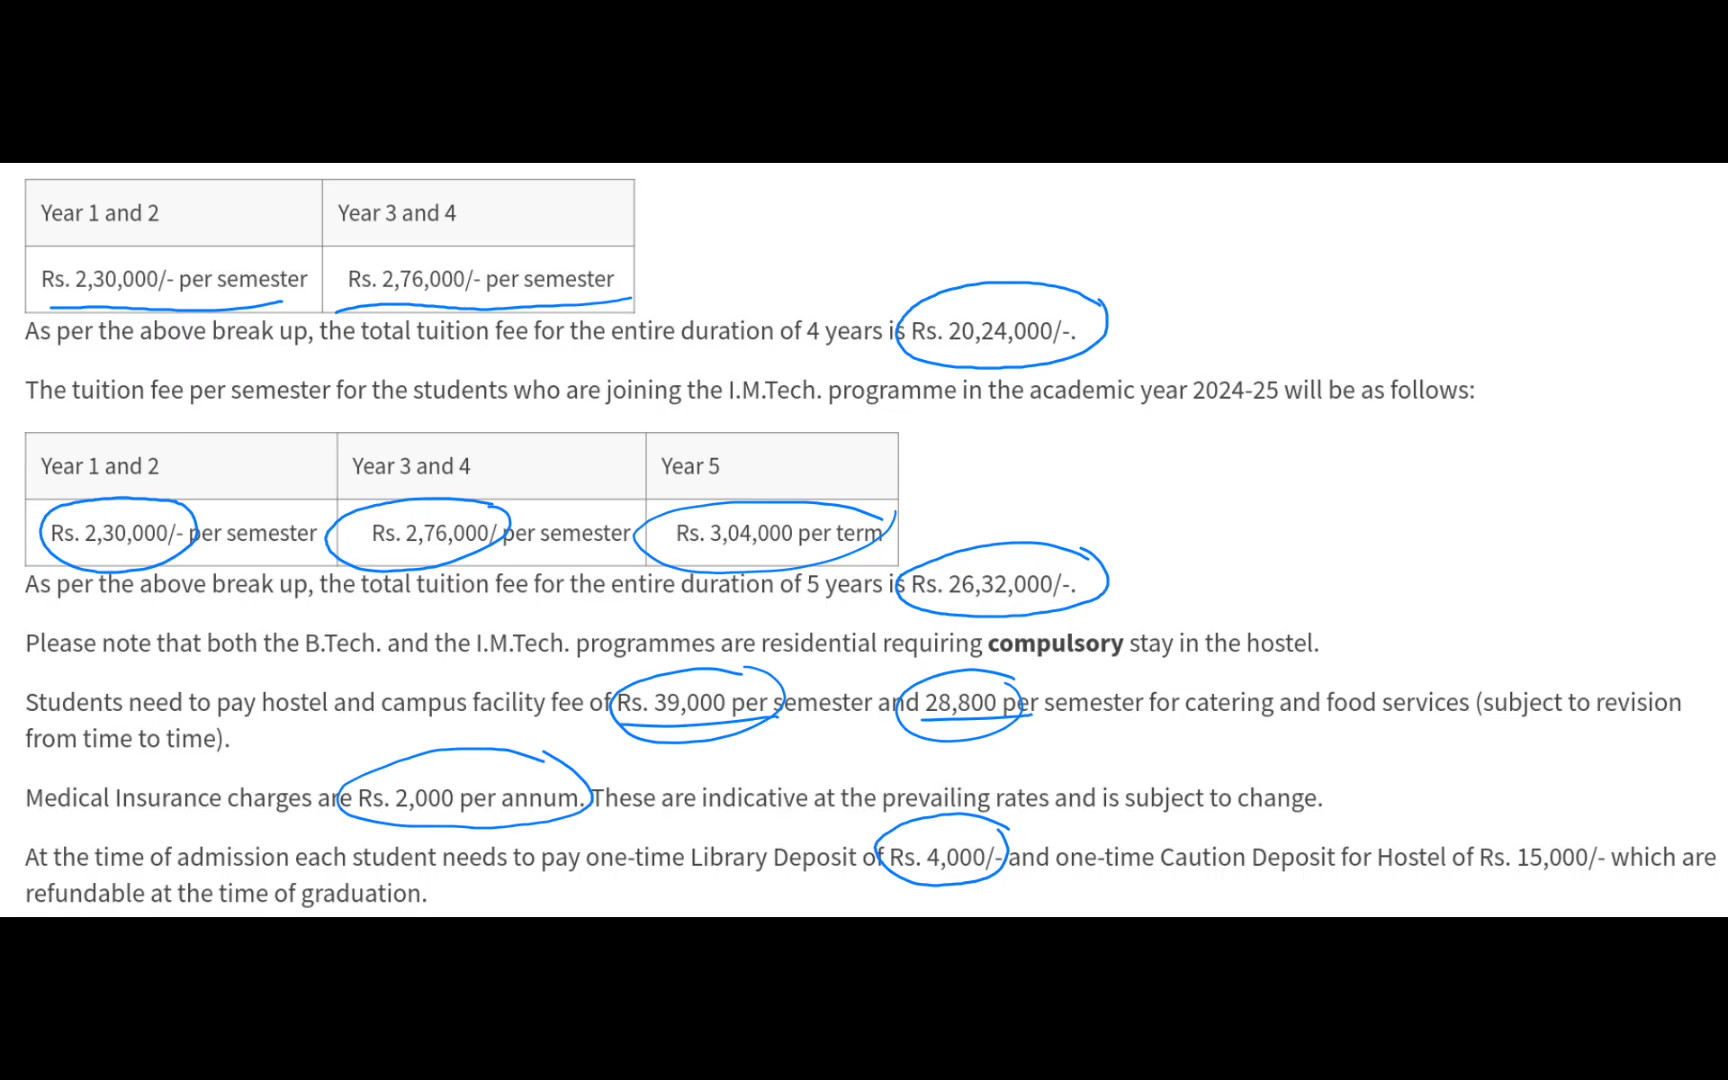 Year 1 and 2 Year 3 and 4
Rs. 2,30,000/- per semester Rs. 2,76,000/- per semester
As per the above break up, the total tuition fee for the entire duration of 4 years is Rs. 20,24,000/-.
The tuition fee per semester for the students who are joining the I.M.Tech. programme in the academic year 2024-25 will be as follows:
Year 1 and 2 Year 3 and 4 Year 5
Rs. 2,30,000/- per semester Rs. 2,76,000/ per semester Rs. 3,04,000 per term
As per the above break up, the total tuition fee for the entire duration of 5 years is Rs. 26,32,000/-.
Please note that both the B.Tech. and the I.M.Tech. programmes are residential requiring compulsory stay in the hostel.
Students need to pay hostel and campus facility fee of Rs. 39,000 per semester and 28,800 per semester for catering and food services (subject to revision
from time to time).
Medical Insurance charges are Rs. 2,000 per annum. These are indicative at the prevailing rates and is subject to change.
At the time of admission each student needs to pay one-time Library Deposit of Rs. 4,000/- and one-time Caution Deposit for Hostel of Rs. 15,000/- which are
refundable at the time of graduation.